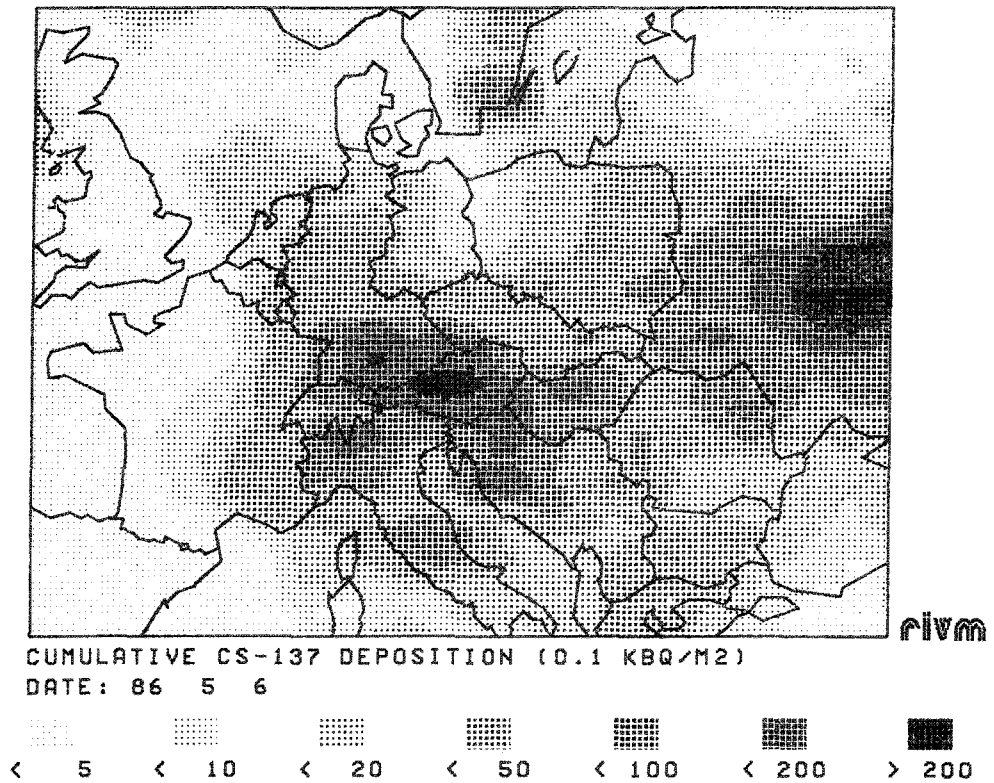 rivm
CUMULATIVE CS-137 DEPOSITION (0.1 KBQ/M2)
DATE: 86 5 6
< 5 < 10 < 20 < 50 < 100 < 200 > 200